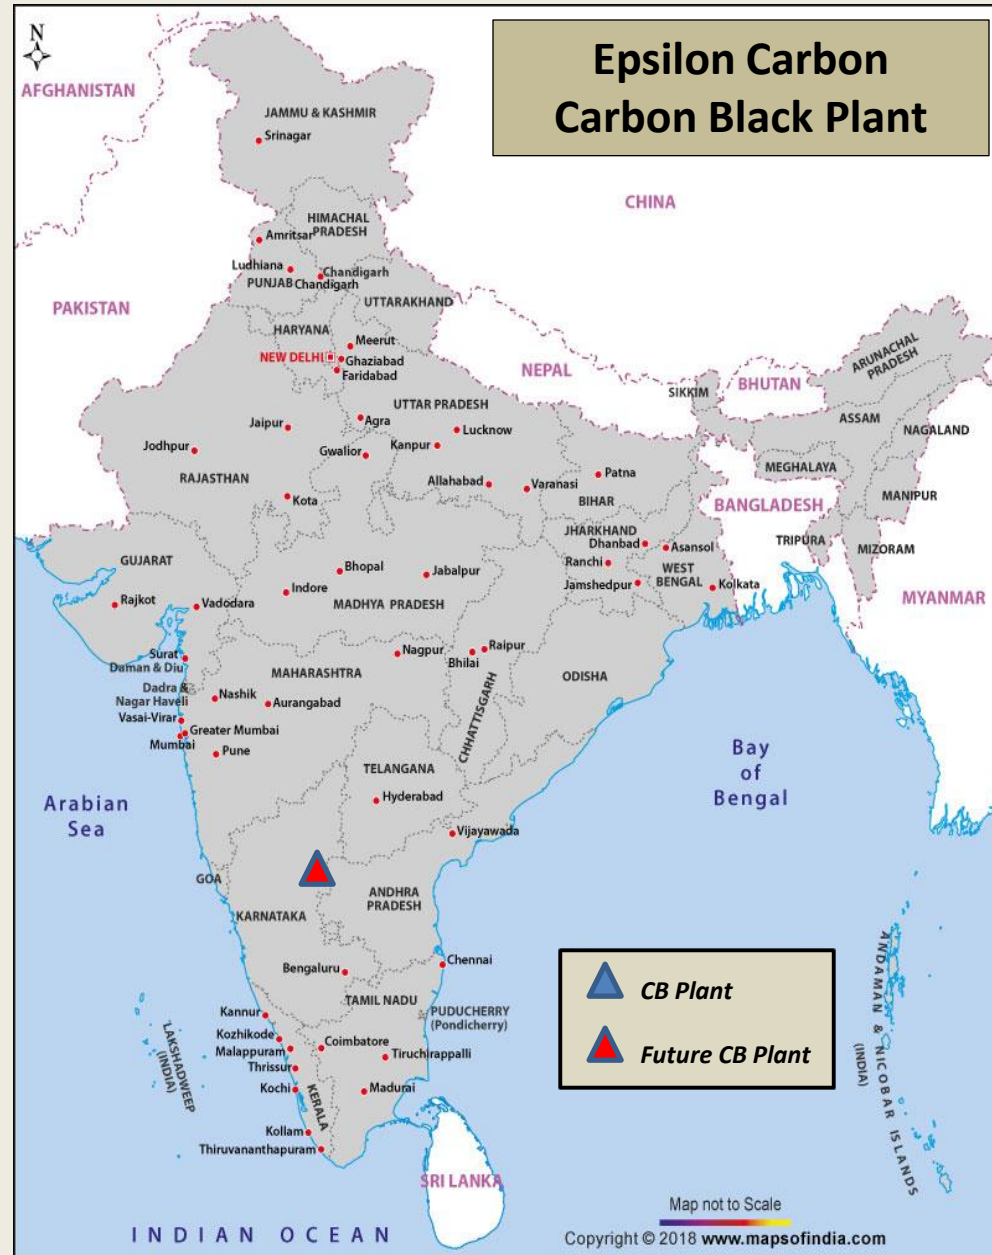 Epsilon Carbon
Carbon Black Plant
N
AFGHANISTAN
JAMMU & KASHMIR
Srinagar
CHINA
HIMACHAL
PRADESH
Amritsar
Ludhiana
Chandigarh
PUNJAB
Chandigarh
UTTARAKHAND
PAKISTAN
HARYANA
Meerut
NEW DELHI
Ghaziabad
Faridabad
NEPAL
SIKKIM
BHUTAN
ARUNACHAL
PRADESH
UTTAR PRADESH
ASSAM
Jaipur
Agra
Lucknow
NAGALAND
Jodhpur
Gwalior
Kanpur
RAJASTHAN
Allahabad
Varanasi
Patna
MEGHALAYA
BIHAR
MANIPUR
Kota
BANGLADESH
JHARKHAND
Dhanbad
Asansol
TRIPURA
MIZORAM
GUJARAT
Bhopal
Jabalpur
Ranchi
WEST
BENGAL
Indore
Jamshedpur
Kolkata
Rajkot
Vadodara
MADHYA PRADESH
MYANMAR
Surat
Daman & Diu
Nagpur
Raipur
Bhilai
MAHARASHTRA
ODISHA
Dadra &
Nagar Haveli
Nashik
Aurangabad
CHHATTISGARH
Vasai-Virar
Greater Mumbai
Mumbai
Pune
Bay
of
Bengal
TELANGANA
Hyderabad
Arabian
Sea
Vijayawada
GOA
ANDHRA
PRADESH
KARNATAKA
Bengaluru
Chennai
CB Plant
Future CB Plant
TAMIL NADU
PUDUCHERRY
(Pondicherry)
Kannur
Kozhikode
Malappuram
Coimbatore
Tiruchirappalli
Thrissur
Kochi
KERALA
Madurai
Kollam
Thiruvananthapuram
LAKSHADWEEP
(INDIA)
ANDAMAN & NICOBAR ISLANDS
(INDIA)
SRI LANKA
INDIAN OCEAN
Map not to Scale
Copyright © 2018 www.mapsofindia.com